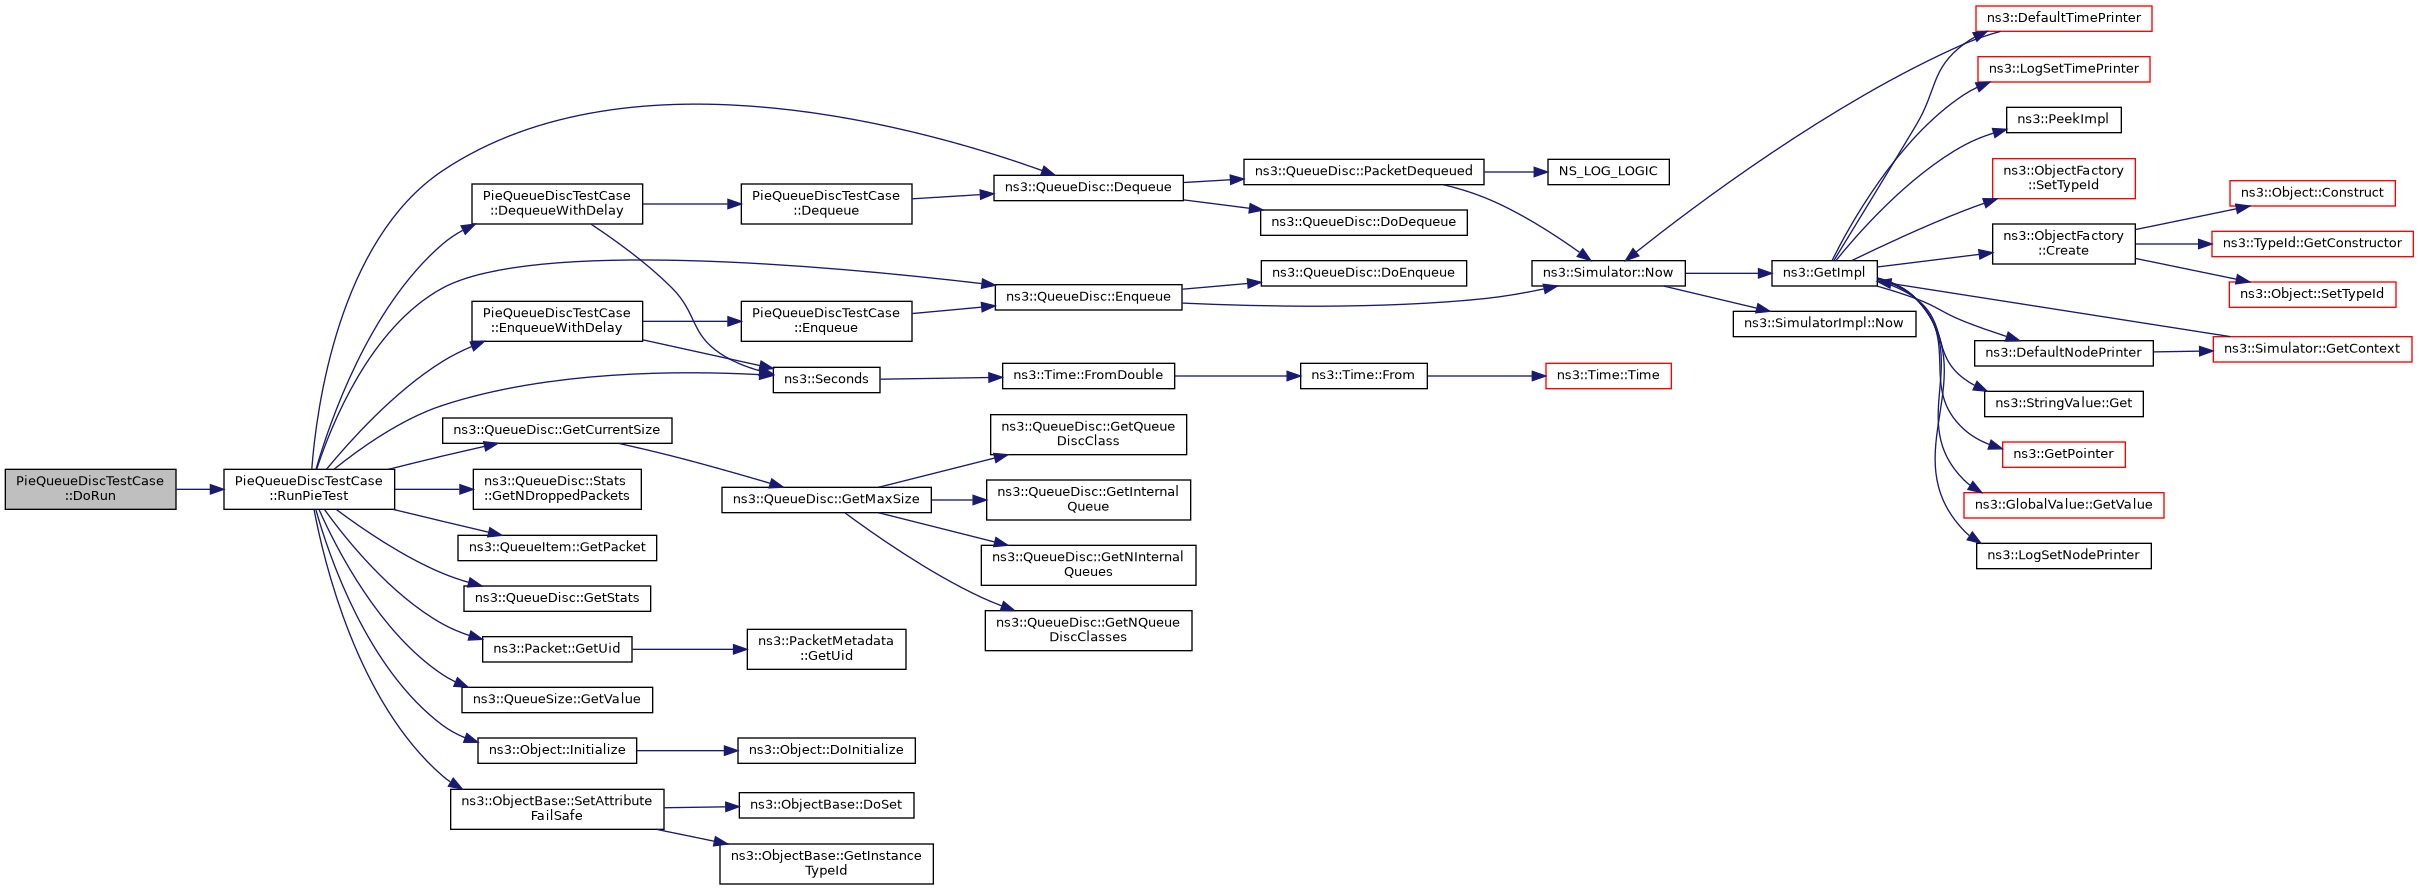 PieQueueDiscTestCase
::DoRun
PieQueueDiscTestCase
::RunPieTest
PieQueueDiscTestCase
::DequeueWithDelay
PieQueueDiscTestCase
::EnqueueWithDelay
ns3::QueueDisc::GetCurrentSize
ns3::QueueDisc::Stats
::GetNDroppedPackets
ns3::QueueItem::GetPacket
ns3::QueueDisc::GetStats
ns3::Packet::GetUid
ns3::QueueSize::GetValue
ns3::Object::Initialize
ns3::ObjectBase::SetAttribute
FailSafe
PieQueueDiscTestCase
::Dequeue
PieQueueDiscTestCase
::Enqueue
ns3::Seconds
ns3::QueueDisc::GetMaxSize
ns3::PacketMetadata
::GetUid
ns3::Object::DoInitialize
ns3::ObjectBase::DoSet
ns3::ObjectBase::GetInstance
TypeId
ns3::QueueDisc::Dequeue
ns3::QueueDisc::Enqueue
ns3::Time::FromDouble
ns3::QueueDisc::GetQueue
DiscClass
ns3::QueueDisc::GetInternal
Queue
ns3::QueueDisc::GetNInternal
Queues
ns3::QueueDisc::GetNQueue
DiscClasses
ns3::QueueDisc::PacketDequeued
ns3::QueueDisc::DoDequeue
ns3::QueueDisc::DoEnqueue
ns3::Time::From
NS_LOG_LOGIC
ns3::Simulator::Now
ns3::Time::Time
ns3::GetImpl
ns3::SimulatorImpl::Now
ns3::DefaultTimePrinter
ns3::LogSetTimePrinter
ns3::PeekImpl
ns3::ObjectFactory
::SetTypeId
ns3::ObjectFactory
::Create
ns3::DefaultNodePrinter
ns3::StringValue::Get
ns3::GetPointer
ns3::GlobalValue::GetValue
ns3::LogSetNodePrinter
ns3::Object::Construct
ns3::TypeId::GetConstructor
ns3::Object::SetTypeId
ns3::Simulator::GetContext